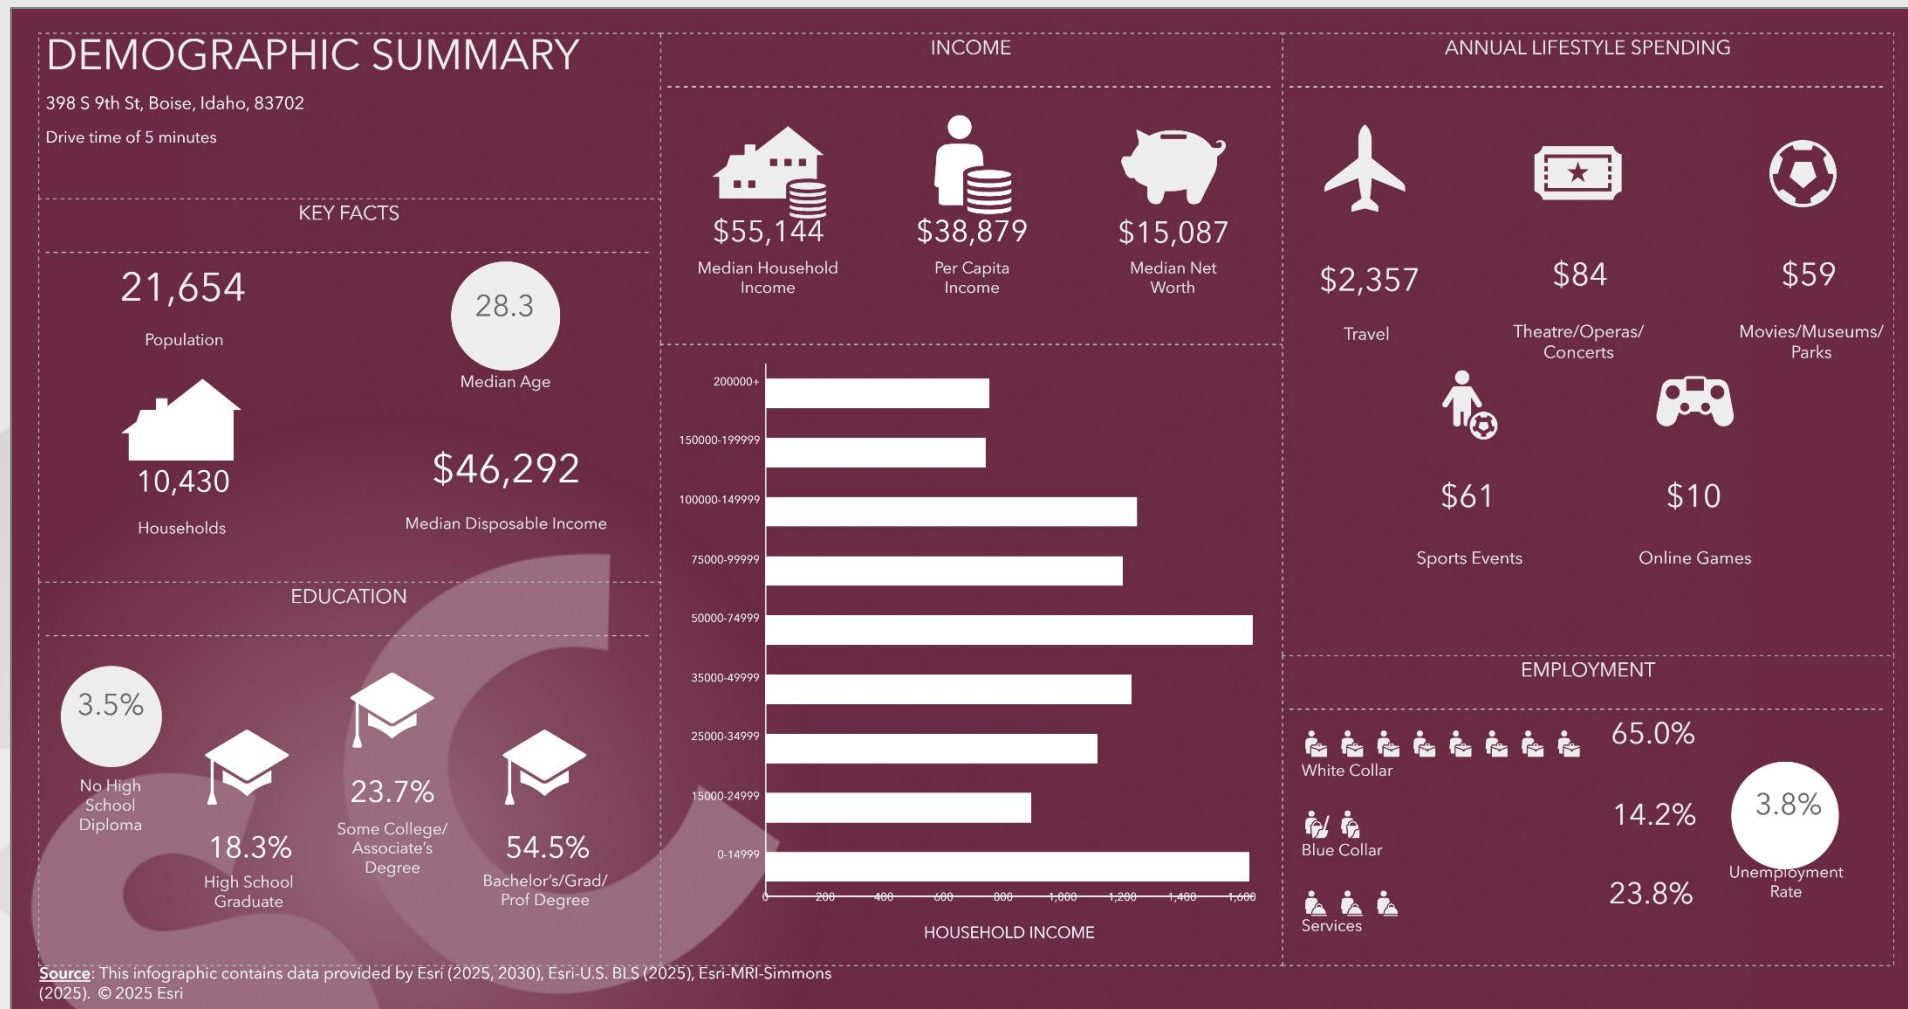 DEMOGRAPHIC SUMMARY
398 S 9th St, Boise, Idaho, 83702
Drive time of 5 minutes
KEY FACTS
21,654
Population
28.3
Median Age
10,430
Households
$46,292
Median Disposable Income
EDUCATION
3.5%
No High
School
Diploma
18.3%
High School
Graduate
23.7%
Some College/
Associate's
Degree
54.5%
Bachelor's/Grad/
Prof Degree
INCOME
$55,144
Median Household
Income
$38,879
Per Capita
Income
$15,087
Median Net
Worth
200000+
150000-199999
100000-149999
75000-99999
50000-74999
35000-49999
25000-34999
15000-24999
0-14999
0 200 400 600 800 1,000 1,200 1,400 1,600
HOUSEHOLD INCOME
ANNUAL LIFESTYLE SPENDING
$2,357
Travel
$84
Theatre/Operas/
Concerts
$59
Movies/Museums/
Parks
$61
Sports Events
$10
Online Games
EMPLOYMENT
65.0%
White Collar
14.2%
Blue Collar
23.8%
Services
3.8%
Unemployment
Rate
Source: This infographic contains data provided by Esri (2025, 2030), Esri-U.S. BLS (2025), Esri-MRI-Simmons
(2025). © 2025 Esri